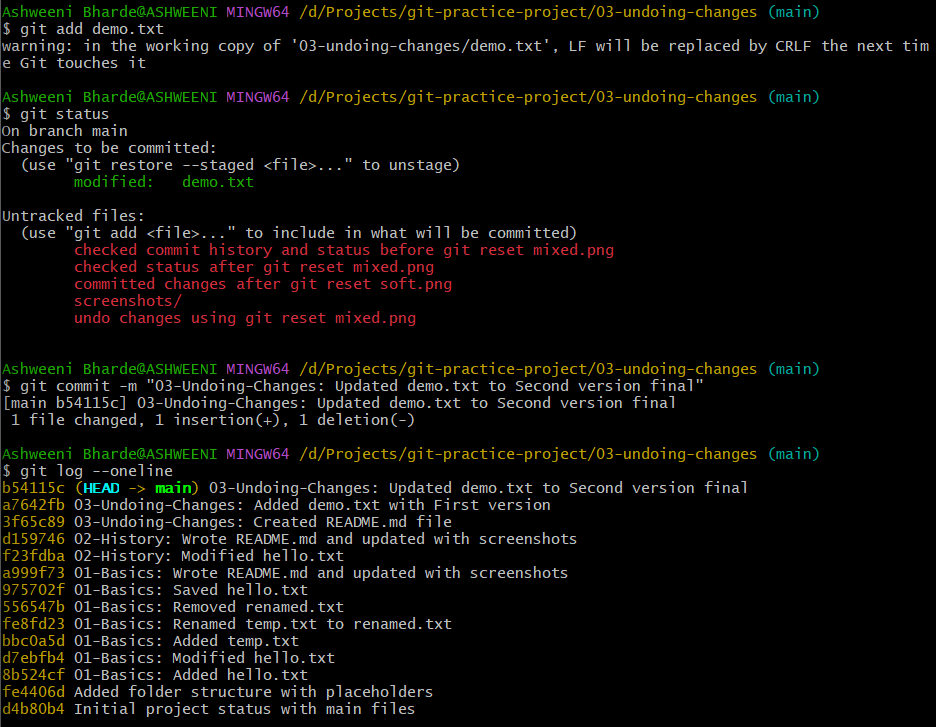 Ashweeni Bharde@ASHWEENI MINGW64 /d/Projects/git-practice-project/03-undoing-changes (main)
$ git add demo.txt
warning: in the working copy of '03-undoing-changes/demo.txt', LF will be replaced by CRLF the next tim
e Git touches it
Ashweeni Bharde@ASHWEENI MINGW64 /d/Projects/git-practice-project/03-undoing-changes (main)
$ git status
On branch main
Changes to be committed:
  (use "git restore --staged <file>..." to unstage)
        modified:   demo.txt
Untracked files:
  (use "git add <file>..." to include in what will be committed)
        checked commit history and status before git reset mixed.png
        checked status after git reset mixed.png
        committed changes after git reset soft.png
        screenshots/
        undo changes using git reset mixed.png
Ashweeni Bharde@ASHWEENI MINGW64 /d/Projects/git-practice-project/03-undoing-changes (main)
$ git commit -m "03-Undoing-Changes: Updated demo.txt to Second version final"
[main b54115c] 03-Undoing-Changes: Updated demo.txt to Second version final
 1 file changed, 1 insertion(+), 1 deletion(-)
Ashweeni Bharde@ASHWEENI MINGW64 /d/Projects/git-practice-project/03-undoing-changes (main)
$ git log --oneline
b54115c (HEAD -> main) 03-Undoing-Changes: Updated demo.txt to Second version final
a7642fb 03-Undoing-Changes: Added demo.txt with First version
3f65c89 03-Undoing-Changes: Created README.md file
d159746 02-History: Wrote README.md and updated with screenshots
f23fdba 02-History: Modified hello.txt
a999f73 01-Basics: Wrote README.md and updated with screenshots
975702f 01-Basics: Saved hello.txt
556547b 01-Basics: Removed renamed.txt
fe8fd23 01-Basics: Renamed temp.txt to renamed.txt
bbc0a5d 01-Basics: Added temp.txt
d7ebfb4 01-Basics: Modified hello.txt
8b524cf 01-Basics: Added hello.txt
fe4406d Added folder structure with placeholders
d4b80b4 Initial project status with main files